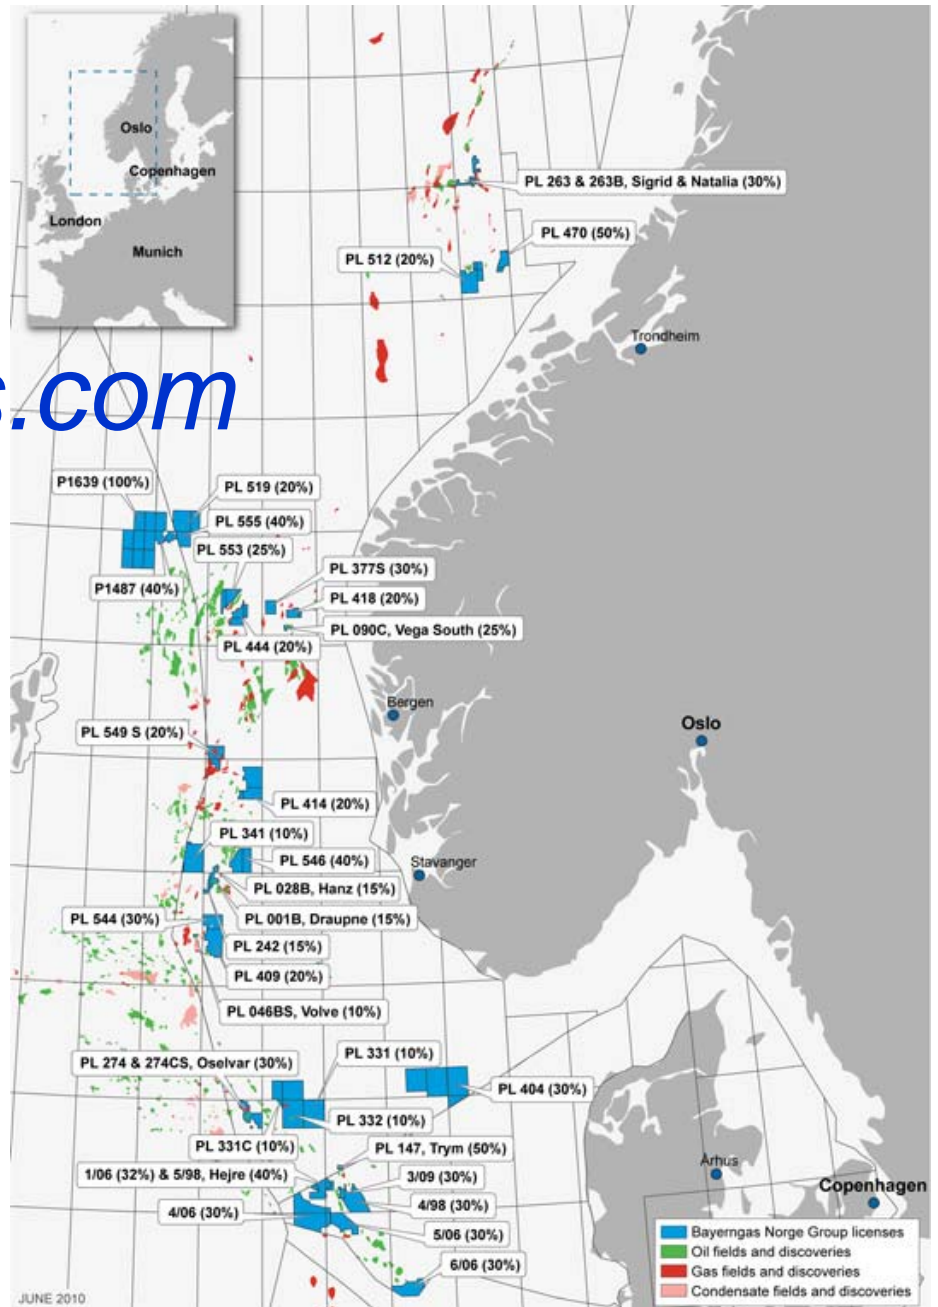 Oslo
Copenhagen
London
Munich
PL 263 & 263B, Sigrid & Natalia (30%)
PL 470 (50%)
PL 512 (20%)
Trondheim
s.com
P1639 (100%)
PL 519 (20%)
PL 555 (40%)
PL 553 (25%)
P1487 (40%)
PL 377S (30%)
PL 418 (20%)
PL 090C, Vega South (25%)
PL 444 (20%)
Bergen
Oslo
PL 549 S (20%)
PL 414 (20%)
PL 341 (10%)
PL 546 (40%)
Stavanger
PL 028B, Hanz (15%)
PL 544 (30%)
PL 001B, Draupne (15%)
PL 242 (15%)
PL 409 (20%)
PL 046BS, Volve (10%)
PL 274 & 274CS, Oselvar (30%)
PL 331 (10%)
PL 404 (30%)
PL 332 (10%)
PL 331C (10%)
PL 147, Trym (50%)
1/06 (32%) & 5/98, Hejre (40%)
3/09 (30%)
Århus
Copenhagen
4/98 (30%)
4/06 (30%)
5/06 (30%)
6/06 (30%)
Bayerngas Norge Group licenses
Oil fields and discoveries
Gas fields and discoveries
Condensate fields and discoveries
JUNE 2010